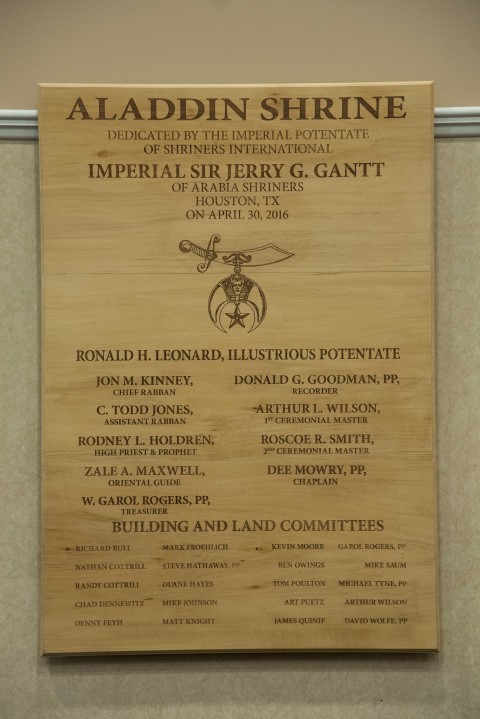 ALADDIN SHRINE
DEDICATED BY THE IMPERIAL POTENTATE
OF SHRINERS INTERNATIONAL
IMPERIAL SIR JERRY G. GANTT
OF ARABIA SHRINERS
HOUSTON, TX
ON APRIL 30, 2016
RONALD H. LEONARD, ILLUSTRIOUS POTENTATE
JON M. KINNEY,
CHIEF RABBAN
C. TODD JONES,
ASSISTANT RABBAN
RODNEY L. HOLDREN,
HIGH PRIEST & PROPHET
ZALE A. MAXWELL,
ORIENTAL GUIDE
W. GAROL ROGERS, PP,
TREASURER
DONALD G. GOODMAN, PP,
RECORDER
ARTHUR L. WILSON,
1ST CEREMONIAL MASTER
ROSCOE R. SMITH,
2ND CEREMONIAL MASTER
DEE MOWRY, PP,
CHAPLAIN
BUILDING AND LAND COMMITTEES
RICHARD BULL MARK FROEHLICH KEVIN MOORE GAROL ROGERS, PP
NATHAN COTTRILL STEVE HATHAWAY, PP BEN OWINGS MIKE SAUM
RANDY COTTRILL DUANE HAYES TOM POULTON MICHAEL TYNE, PP
CHAD DENNEWITZ MIKE JOHNSON ART PUETZ ARTHUR WILSON
DENNY FEYH MATT KNIGHT JAMES QUINIF DAVID WOLFE, PP